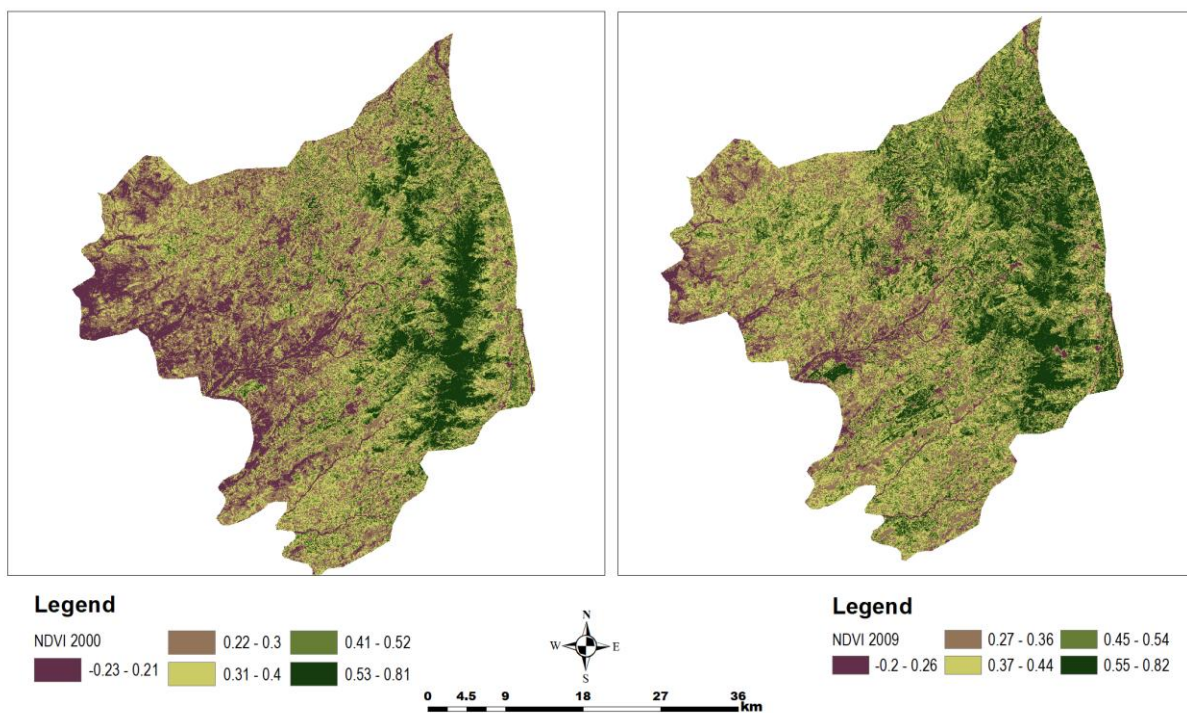 Legend
NDVI 2000
-0.23 - 0.21
0.22 - 0.3
0.31 - 0.4
0.41 - 0.52
0.53 - 0.81
N
W E
S
0 4.5 9 18 27 36
km
Legend
NDVI 2009
-0.2 - 0.26
0.27 - 0.36
0.37 - 0.44
0.45 - 0.54
0.55 - 0.82